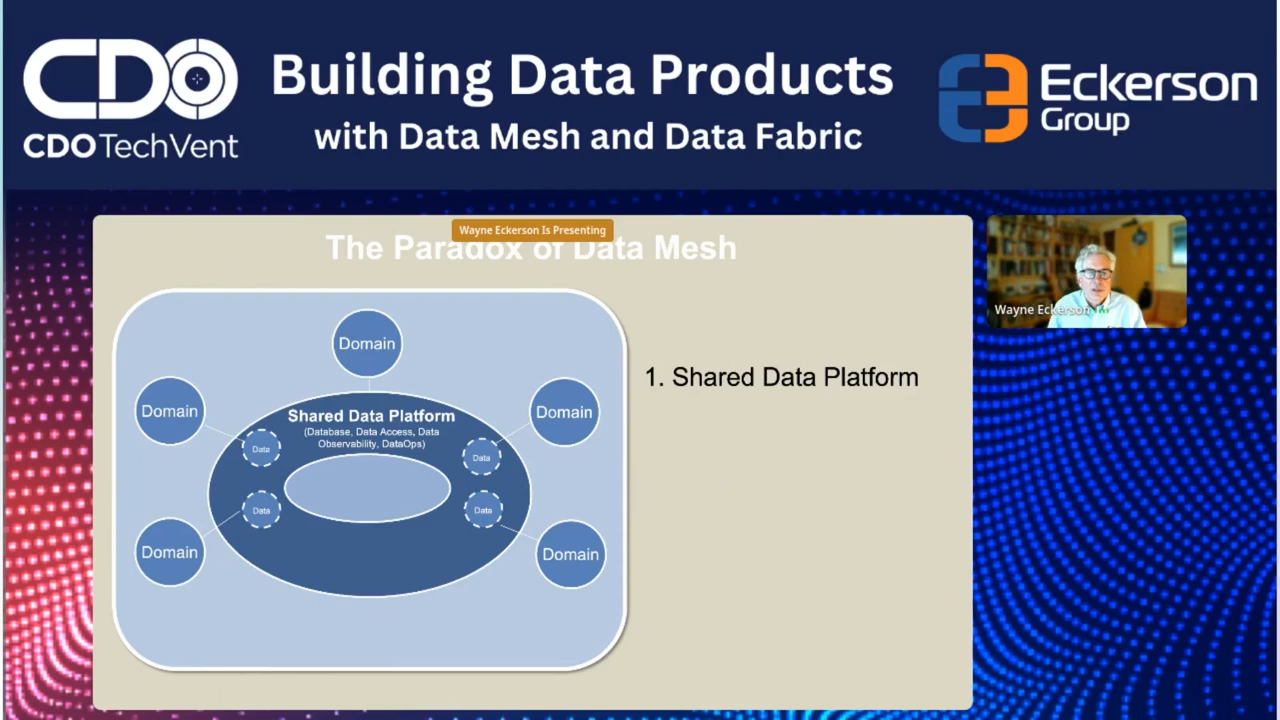 CDO
CDO TechVent
Building Data Products
with Data Mesh and Data Fabric
Eckerson
Group
Wayne Eckerson Is Presenting
The Paradox of Data Mesh
Domain
Domain
Domain
Shared Data Platform
(Database, Data Access, Data
Observability, DataOps)
Data
Data
Data
Data
Domain
Domain
1. Shared Data Platform
Wayne Eckerson